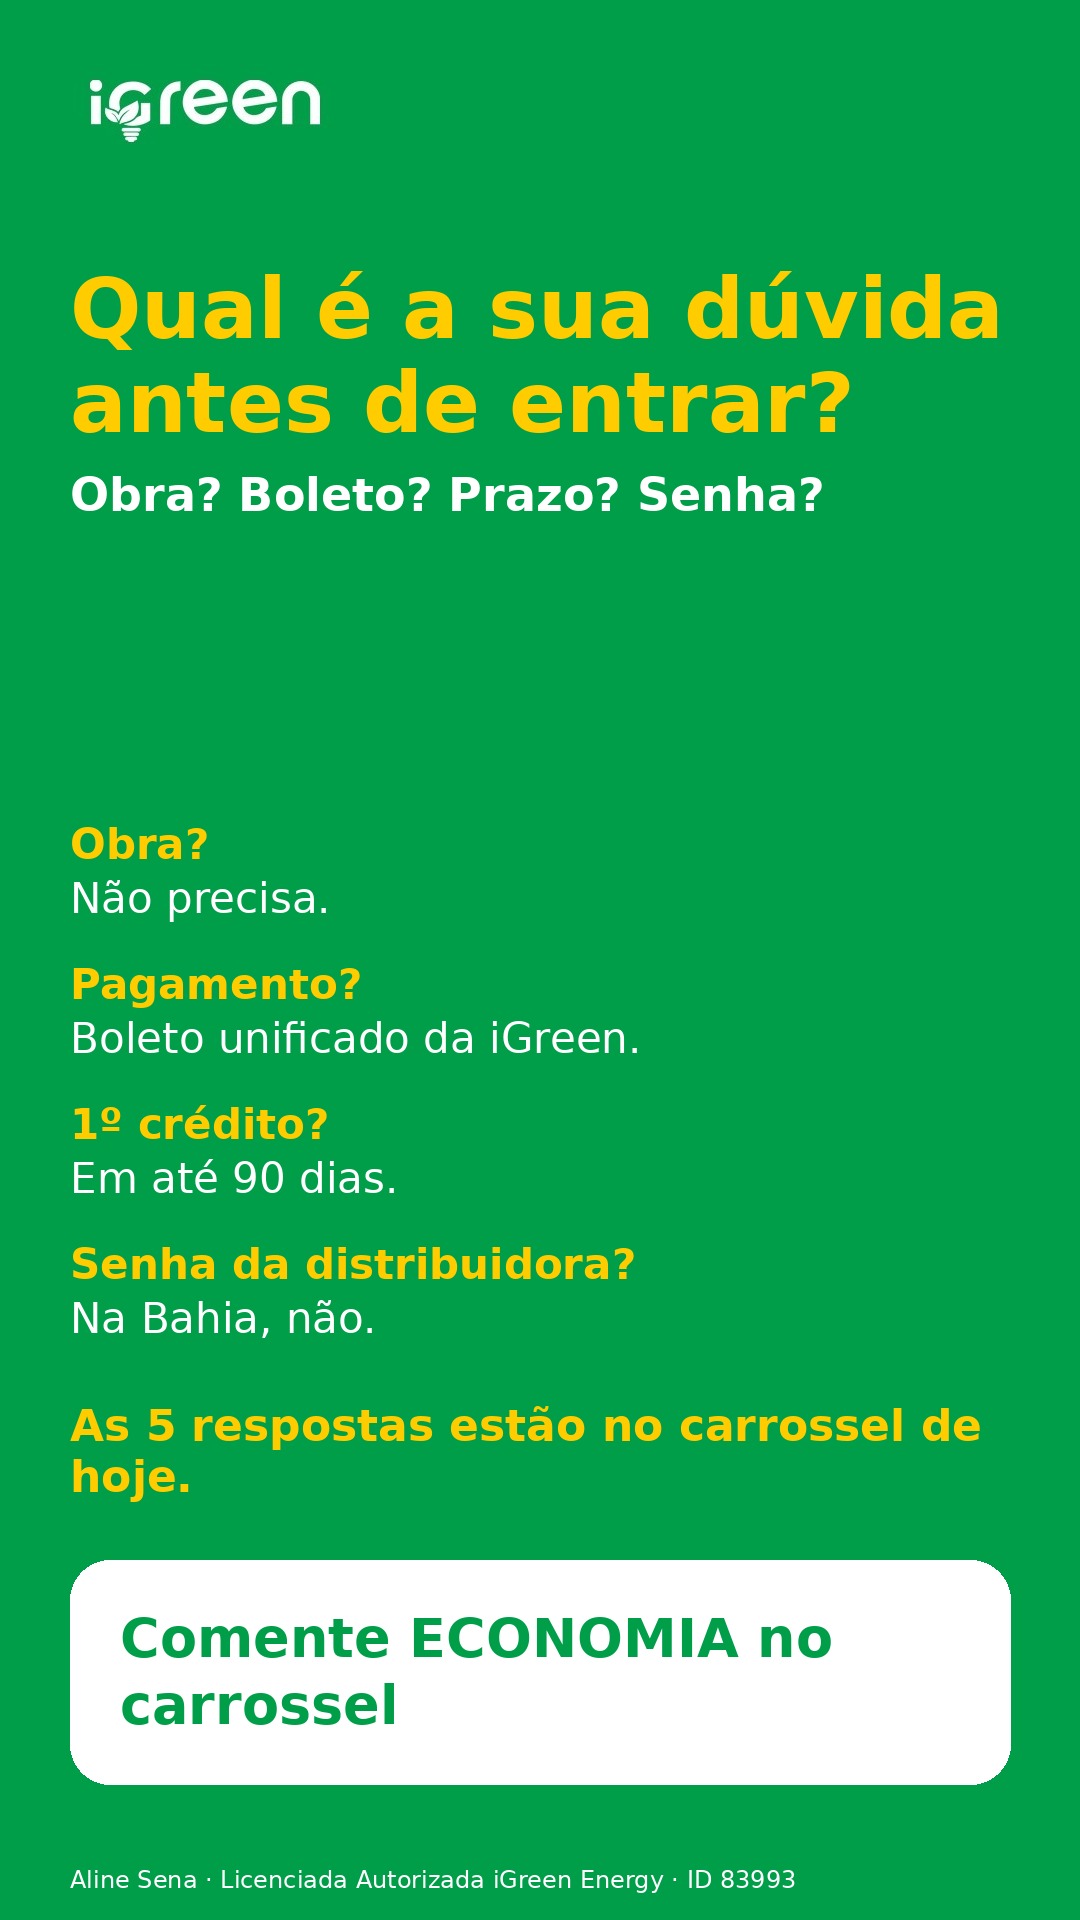 iGreen
Qual é a sua dúvida
antes de entrar?
Obra? Boleto? Prazo? Senha?
Obra?
Não precisa.
Pagamento?
Boleto unificado da iGreen.
1º crédito?
Em até 90 dias.
Senha da distribuidora?
Na Bahia, não.
As 5 respostas estão no carrossel de
hoje.
Comente ECONOMIA no
carrossel
Aline Sena · Licenciada Autorizada iGreen Energy · ID 83993